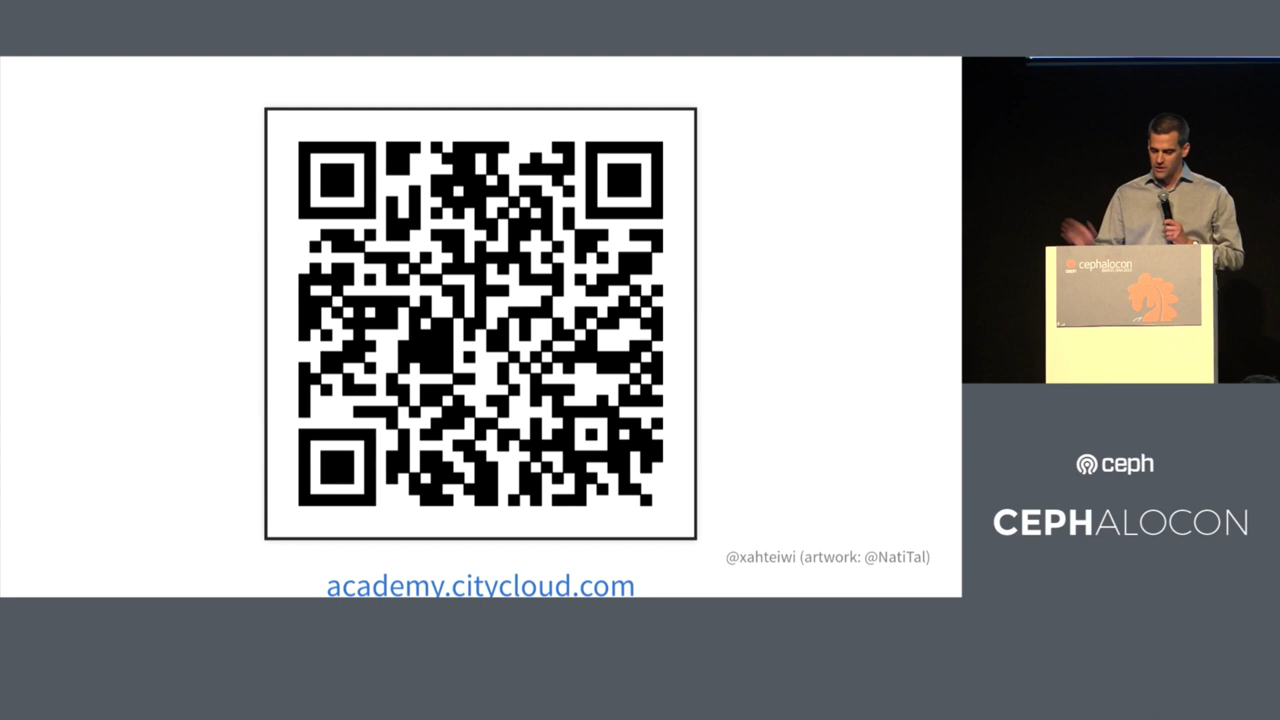 @xahteiwi (artwork: @NatiTal)
academy.citycloud.com
cephalocon
ceph
CEPHALOCON